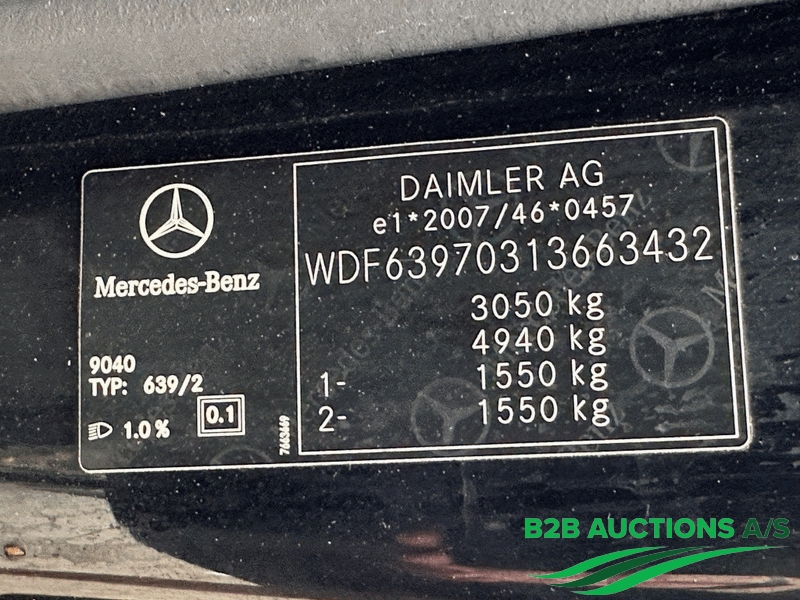 Mercedes-Benz
9040
TYP: 639/2
1.0 %
0.1
7663669
DAIMLER AG
e1*2007/46*0457
WDF63970313663432
3050 kg
4940 kg
1- 1550 kg
2- 1550 kg
B2B AUCTIONS A/S